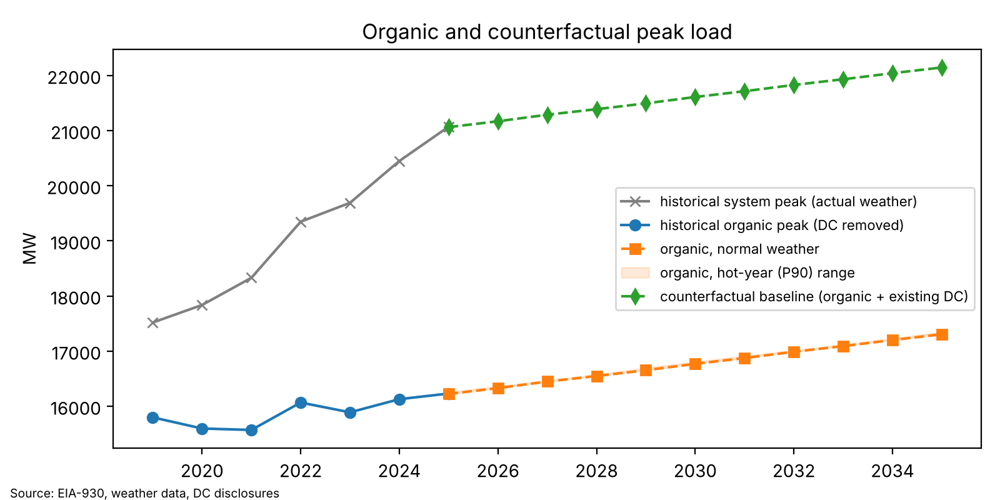 Organic and counterfactual peak load
MW
22000
21000
20000
19000
18000
17000
16000
historical system peak (actual weather)
historical organic peak (DC removed)
organic, normal weather
organic, hot-year (P90) range
counterfactual baseline (organic + existing DC)
2020 2022 2024 2026 2028 2030 2032 2034
Source: EIA-930, weather data, DC disclosures